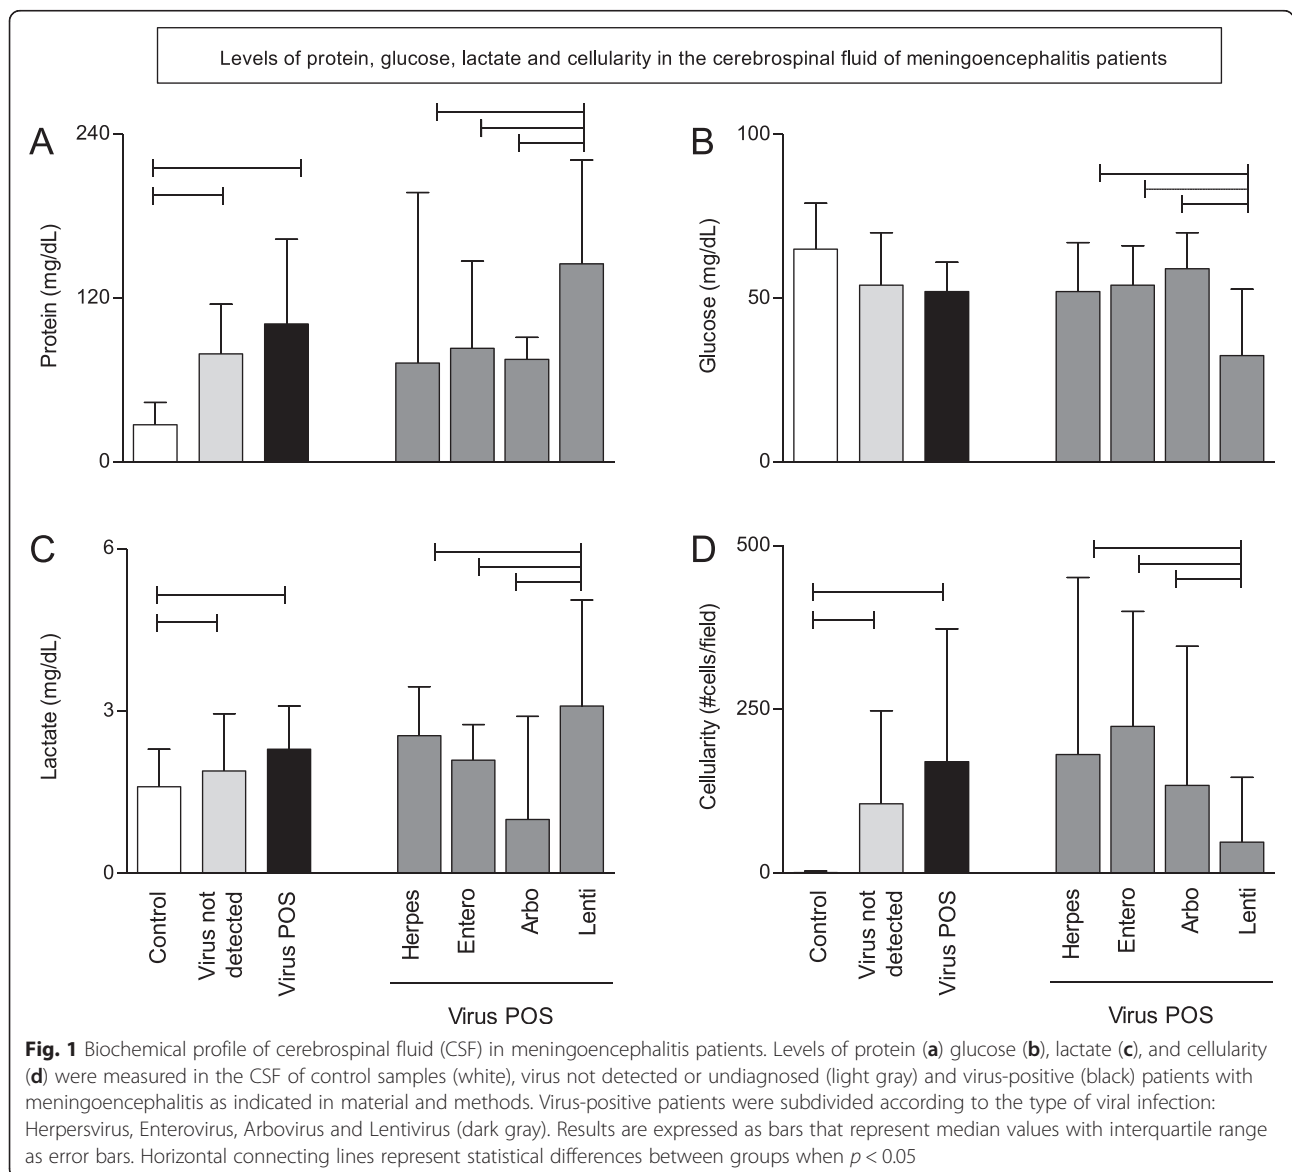 Levels of protein, glucose, lactate and cellularity in the cerebrospinal fluid of meningoencephalitis patients
A
240
120
0
Protein (mg/dL)
B
100
50
0
Glucose (mg/dL)
C
6
3
0
Lactate (mg/dL)
Control
Virus not
detected
Virus POS
Herpes
Entero
Arbo
Lenti
Virus POS
D
500
250
0
Cellularity (#cells/field)
Control
Virus not
detected
Virus POS
Herpes
Entero
Arbo
Lenti
Virus POS
Fig. 1 Biochemical profile of cerebrospinal fluid (CSF) in meningoencephalitis patients. Levels of protein (a) glucose (b), lactate (c), and cellularity
(d) were measured in the CSF of control samples (white), virus not detected or undiagnosed (light gray) and virus-positive (black) patients with
meningoencephalitis as indicated in material and methods. Virus-positive patients were subdivided according to the type of viral infection:
Herpersvirus, Enterovirus, Arbovirus and Lentivirus (dark gray). Results are expressed as bars that represent median values with interquartile range
as error bars. Horizontal connecting lines represent statistical differences between groups when p < 0.05